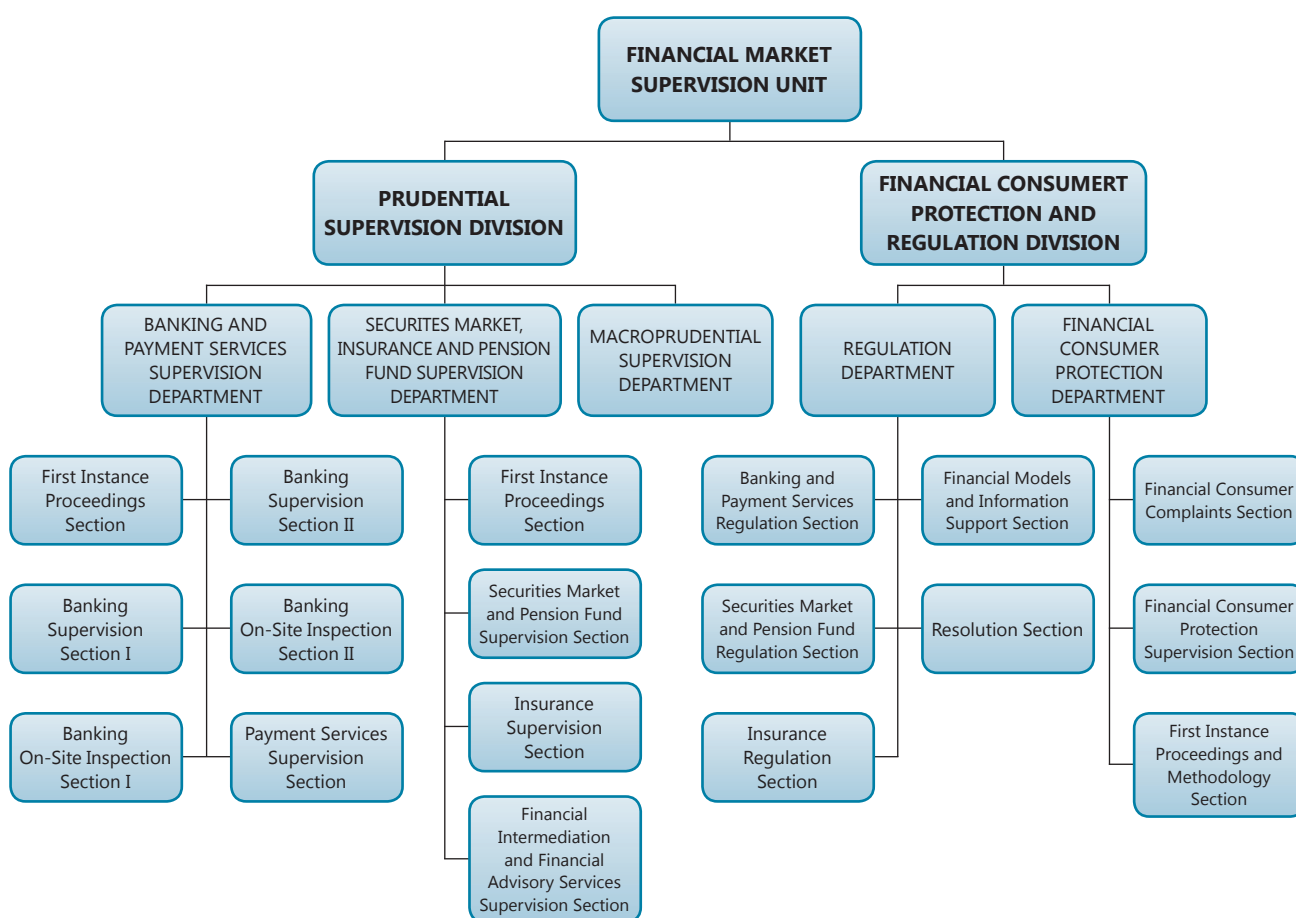 FINANCIAL MARKET
SUPERVISION UNIT
PRUDENTIAL
SUPERVISION DIVISION
FINANCIAL CONSUMERT
PROTECTION AND
REGULATION DIVISION
BANKING AND
PAYMENT SERVICES
SUPERVISION
DEPARTMENT
SECURITES MARKET,
INSURANCE AND PENSION
FUND SUPERVISION
DEPARTMENT
MACROPRUDENTIAL
SUPERVISION
DEPARTMENT
REGULATION
DEPARTMENT
FINANCIAL
CONSUMER
PROTECTION
DEPARTMENT
First Instance
Proceedings
Section
Banking
Supervision
Section II
First Instance
Proceedings
Section
Banking and
Payment Services
Regulation Section
Financial Models
and Information
Support Section
Financial Consumer
Complaints Section
Banking
Supervision
Section I
Banking
On-Site Inspection
Section II
Securities Market
and Pension Fund
Supervision Section
Securities Market
and Pension Fund
Regulation Section
Resolution Section
Financial Consumer
Protection
Supervision Section
Banking
On-Site Inspection
Section I
Payment Services
Supervision
Section
Insurance
Supervision
Section
Insurance
Regulation
Section
First Instance
Proceedings and
Methodology
Section
Financial
Intermediation
and Financial
Advisory Services
Supervision Section